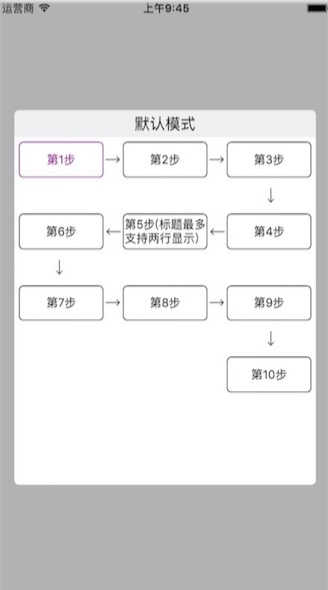 运营商 上午9:45
默认模式
第1步 第2步 第3步
第6步 第5步(标题最多
支持两行显示) 第4步
第7步 第8步 第9步
第10步